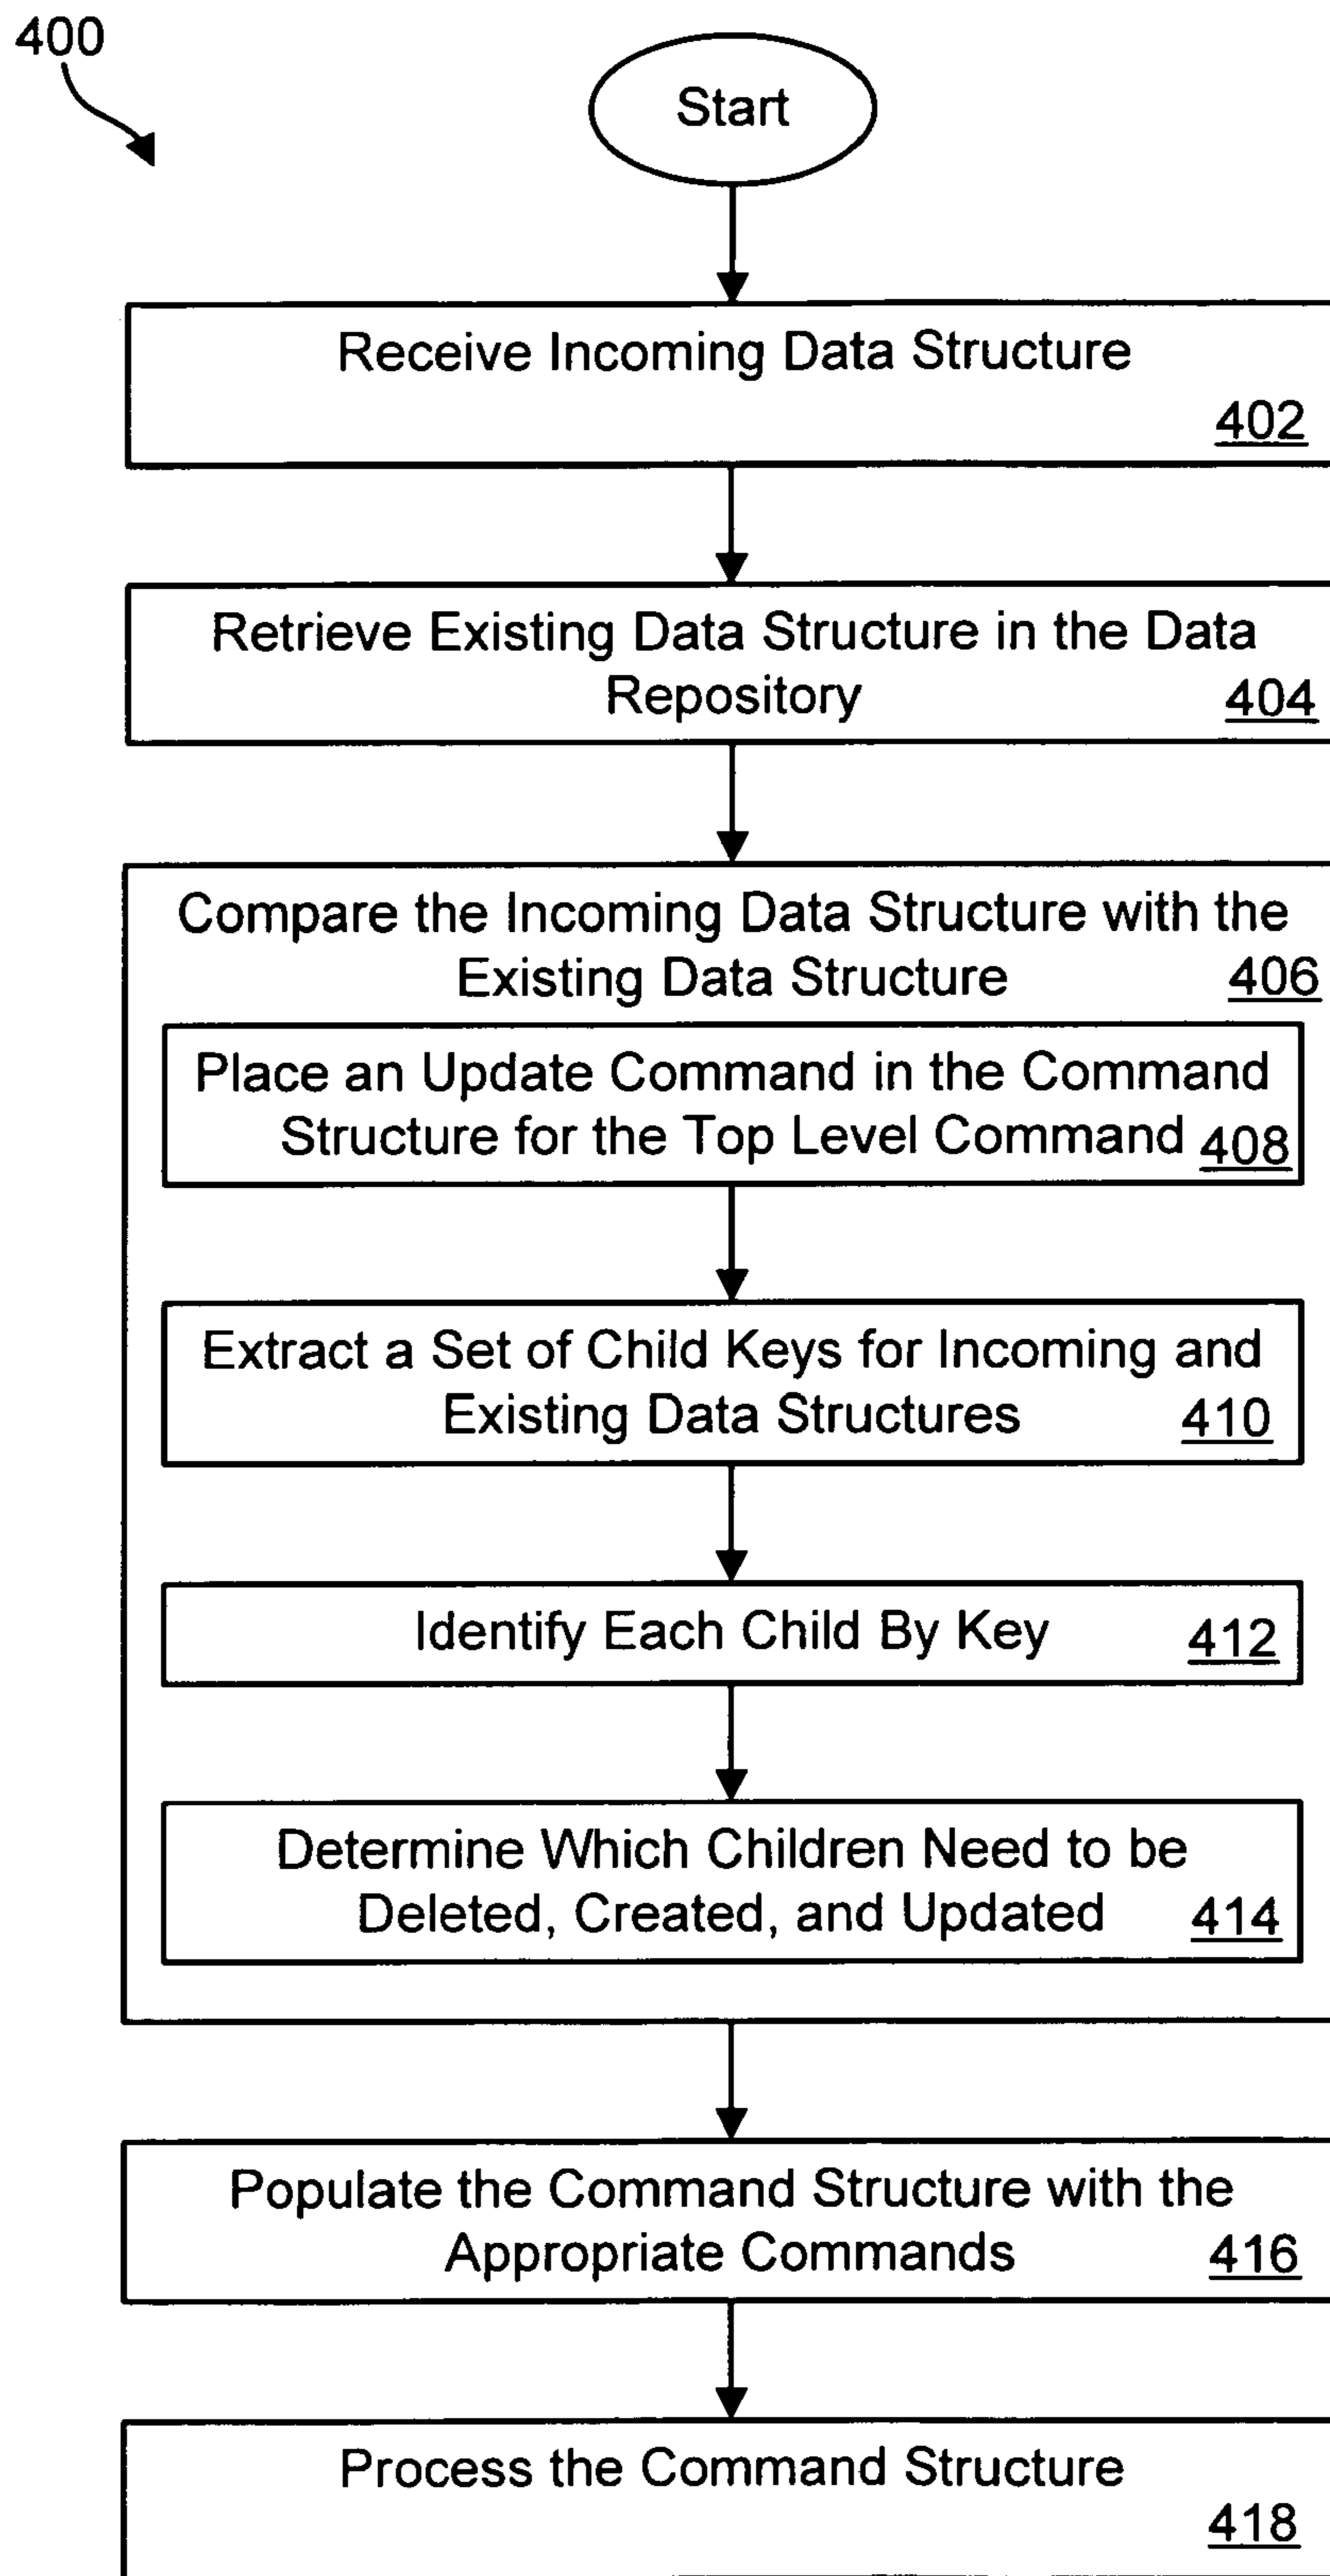 400
Start
Receive Incoming Data Structure
402
Retrieve Existing Data Structure in the Data
Repository
404
Compare the Incoming Data Structure with the
Existing Data Structure
406
Place an Update Command in the Command
Structure for the Top Level Command
408
Extract a Set of Child Keys for Incoming and
Existing Data Structures
410
Identify Each Child By Key
412
Determine Which Children Need to be
Deleted, Created, and Updated
414
Populate the Command Structure with the
Appropriate Commands
416
Process the Command Structure
418